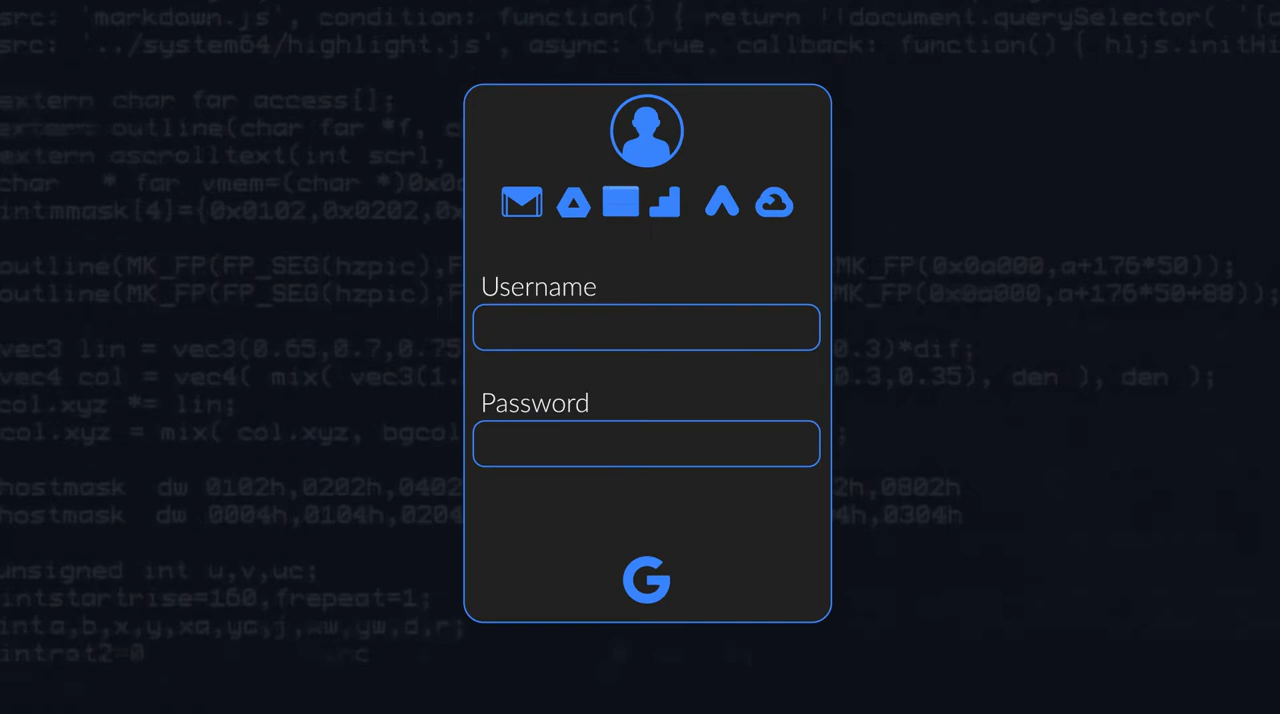 src: 'markdown.js', condition: function() { return !!document.querySelector( '[
src: '../system64/highlight.js', async: true, callback: function() { hljs.initHi
extern char far access[];
extern outline(char far *f, c
extern ascrolltext(int scrl,
char * far vmem=(char *)0x0
intmmask[4]={0x0102,0x0202,0x
outline(MK_FP(FP_SEG(hzpic),F MK_FP(0x0a000,a+176*50));
outline(MK_FP(FP_SEG(hzpic),F MK_FP(0x0a000,a+176*50+88));
vec3 lin = vec3(0.65,0.7,0.75 0.3)*dif;
vec4 col = vec4( mix( vec3(1. 0.3,0.35), den ), den );
col.xyz *= lin;
col.xyz = mix( col.xyz, bgcol ;
hostmask dw 0102h,0202h,0402 2h,0802h
hostmask dw 0004h,0104h,0204 4h,0304h
unsigned int u,v,uc;
intstartrise=160,frepeat=1;
inta,b,x,y,xa,ya,j,xw,yw,d,r;
introt2=0
Username
Password
G